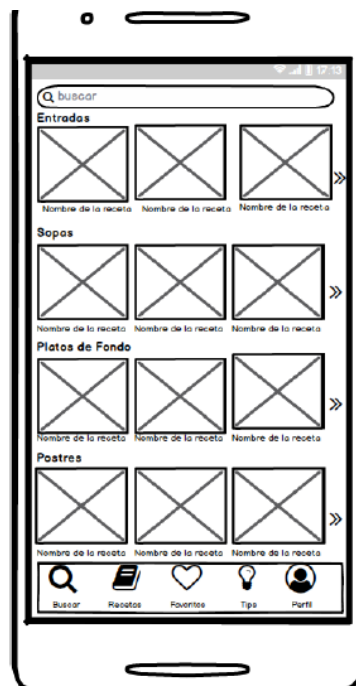 17:13
buscar
Entradas
Nombre de la receta Nombre de la receta Nombre de la receta
Sopas
Nombre de la receta Nombre de la receta Nombre de la receta
Platos de Fondo
Nombre de la receta Nombre de la receta Nombre de la receta
Postres
Nombre de la receta Nombre de la receta Nombre de la receta
Buscar Recetas Favoritos Tips Perfil